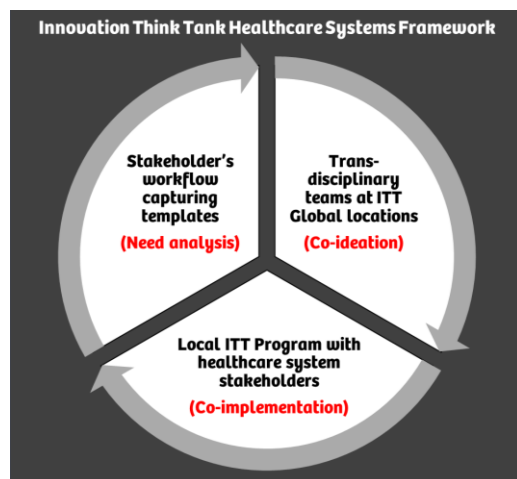 Innovation Think Tank Healthcare Systems Framework
Stakeholder's
workflow
capturing
templates
(Need analysis)
Trans-
disciplinary
teams at ITT
Global locations
(Co-ideation)
Local ITT Program with
healthcare system
stakeholders
(Co-implementation)